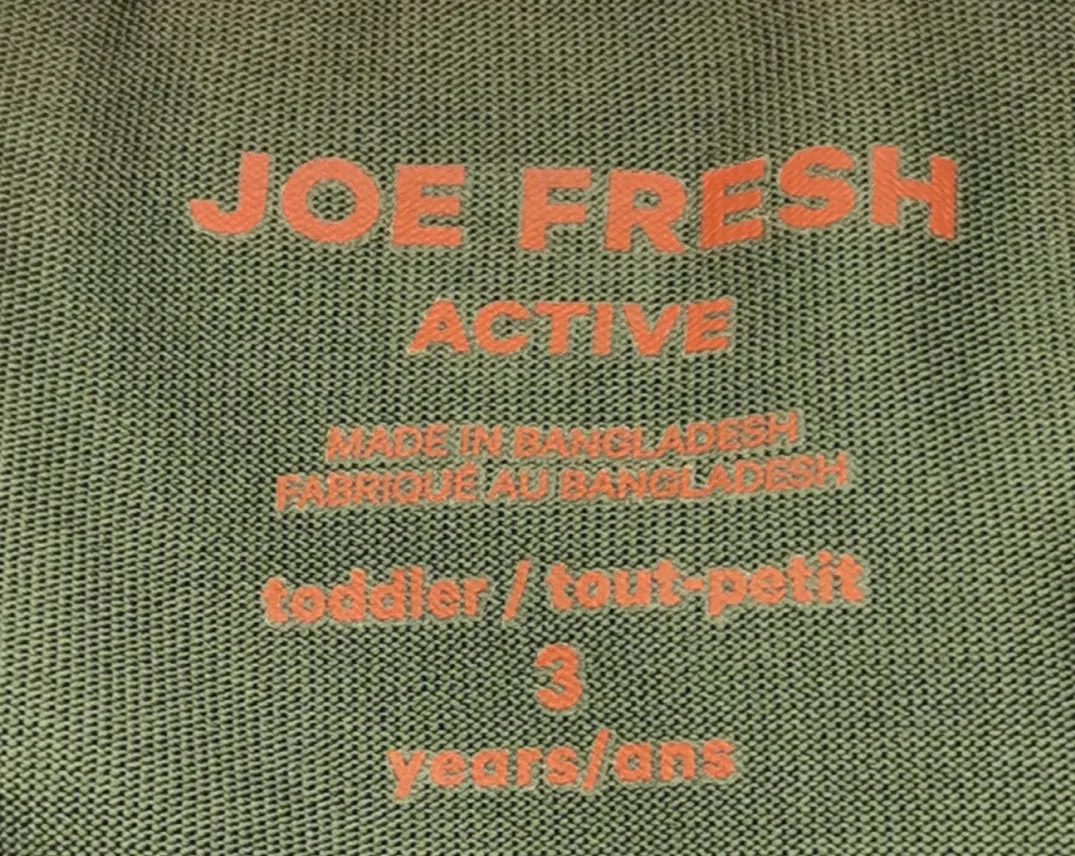 JOE FRESH
ACTIVE
MADE IN BANGLADESH
FABRIQUÉ AU BANGLADESH
toddler / tout-petit
3
years/ans